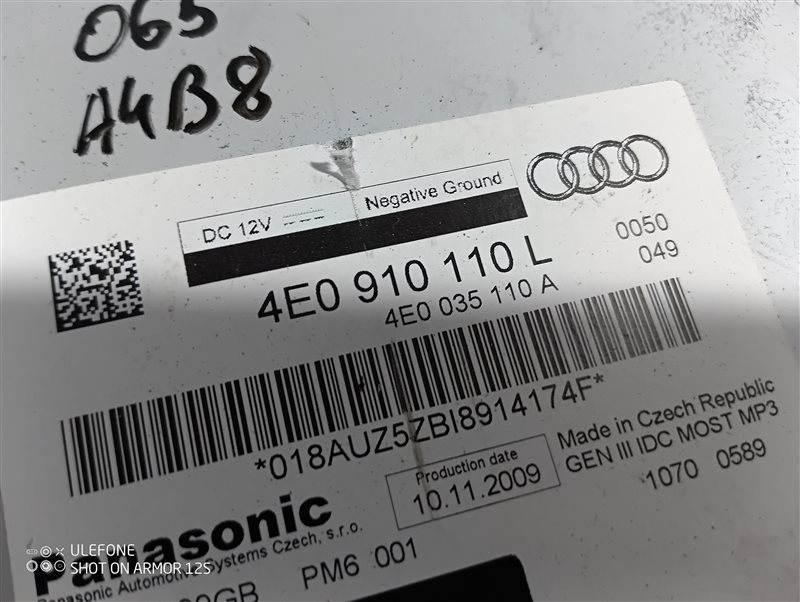 065
A4B8
DC 12V Negative Ground
4E0 910 110 L
4E0 035 110 A
0050
049
*018AUZ5ZBI8914174F*
Production date
10.11.2009
Made in Czech Republic
GEN III IDC MOST MP3
1070 0589
Panasonic
Panasonic Automotive Systems Czech, s.r.o.
PM6 001
ULEFONE
SHOT ON ARMOR 12S